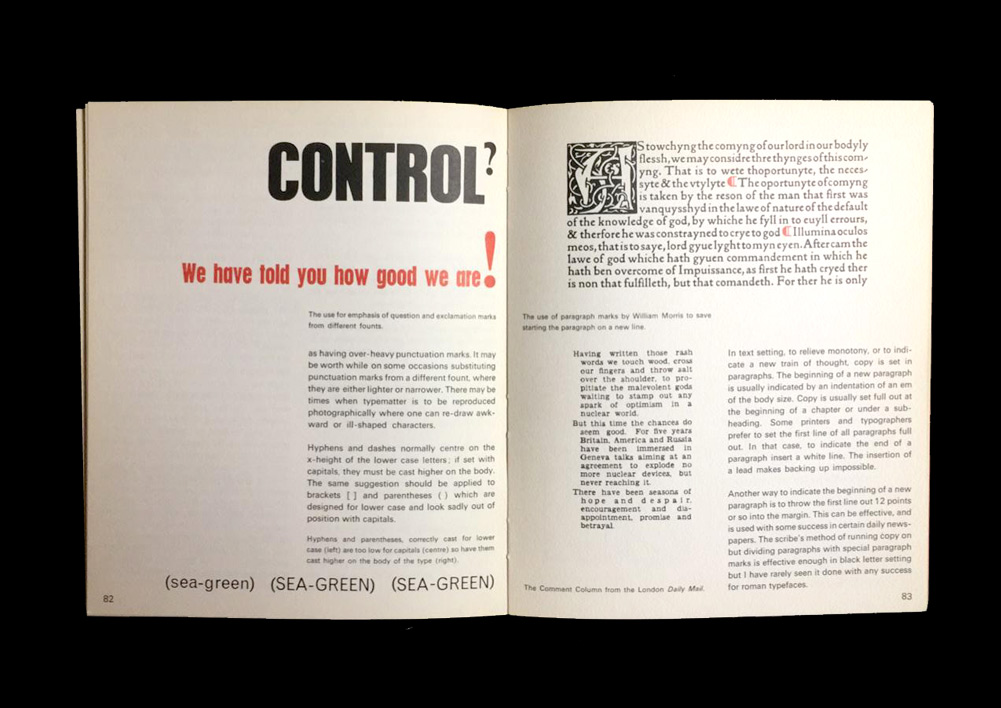 CONTROL?
We have told you how good we are!
The use for emphasis of question and exclamation marks
from different founts.
as having over-heavy punctuation marks. It may
be worth while on some occasions substituting
punctuation marks from a different fount, where
they are either lighter or narrower. There may be
times when typematter is to be reproduced
photographically where one can re-draw awk-
ward or ill-shaped characters.
Hyphens and dashes normally centre on the
x-height of the lower case letters; if set with
capitals, they must be cast higher on the body.
The same suggestion should be applied to
brackets [ ] and parentheses ( ) which are
designed for lower case and look sadly out of
position with capitals.
Hyphens and parentheses, correctly cast for lower
case (left) are too low for capitals (centre) so have them
cast higher on the body of the type (right).
(sea-green) (SEA-GREEN) (SEA-GREEN)
82
AS towchyng the comyng of our lord in our bodyly
flessh, we may considre thre thynges of this com-
yng. That is to wete thoportunyte, the neces-
syte & the vtylyte ¶ The oportunyte of comyng
is taken by the reson of the man that first was
vanquysshyd in the lawe of nature of the default
of the knowledge of god, by whiche he fyll in to euyll errours,
& therfore he was constrayned to crye to god ¶ Illumina oculos
meos, that is to saye, lord gyue lyght to myn eyen. After cam the
lawe of god whiche hath gyuen commandement in which he
hath ben overcome of Impuissance, as first he hath cryed ther
is non that fulfilleth, but that comandeth. For ther he is only
The use of paragraph marks by William Morris to save
starting the paragraph on a new line.
Having written those rash
words we touch wood, cross
our fingers and throw salt
over the shoulder, to pro-
pitiate the malevolent gods
waiting to stamp out any
spark of optimism in a
nuclear world.
But this time the chances do
seem good. For five years
Britain, America and Russia
have been immersed in
Geneva talks aiming at an
agreement to explode no
more nuclear devices, but
never reaching it.
There have been seasons of
hope and despair,
encouragement and dis-
appointment, promise and
betrayal.
The Comment Column from the London Daily Mail.
In text setting, to relieve monotony, or to indi-
cate a new train of thought, copy is set in
paragraphs. The beginning of a new paragraph
is usually indicated by an indentation of an em
of the body size. Copy is usually set full out at
the beginning of a chapter or under a sub-
heading. Some printers and typographers
prefer to set the first line of all paragraphs full
out. In that case, to indicate the end of a
paragraph insert a white line. The insertion of
a lead makes backing up impossible.
Another way to indicate the beginning of a new
paragraph is to throw the first line out 12 points
or so into the margin. This can be effective, and
is used with some success in certain daily news-
papers. The scribe's method of running copy on
but dividing paragraphs with special paragraph
marks is effective enough in black letter setting
but I have rarely seen it done with any success
for roman typefaces.
83